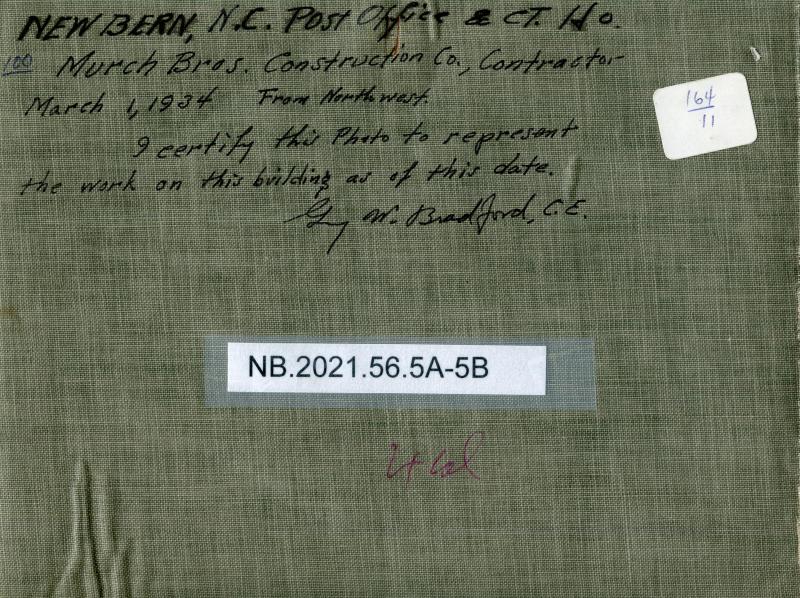 NEW BERN, N.C. Post Office & CT. Ho.
100 Murch Bros. Construction Co., Contractor
March 1, 1934 From Northwest.
I certify this Photo to represent
the work on this building as of this date.
Guy W. Bradford, C.E.
164
11
NB.2021.56.5A-5B